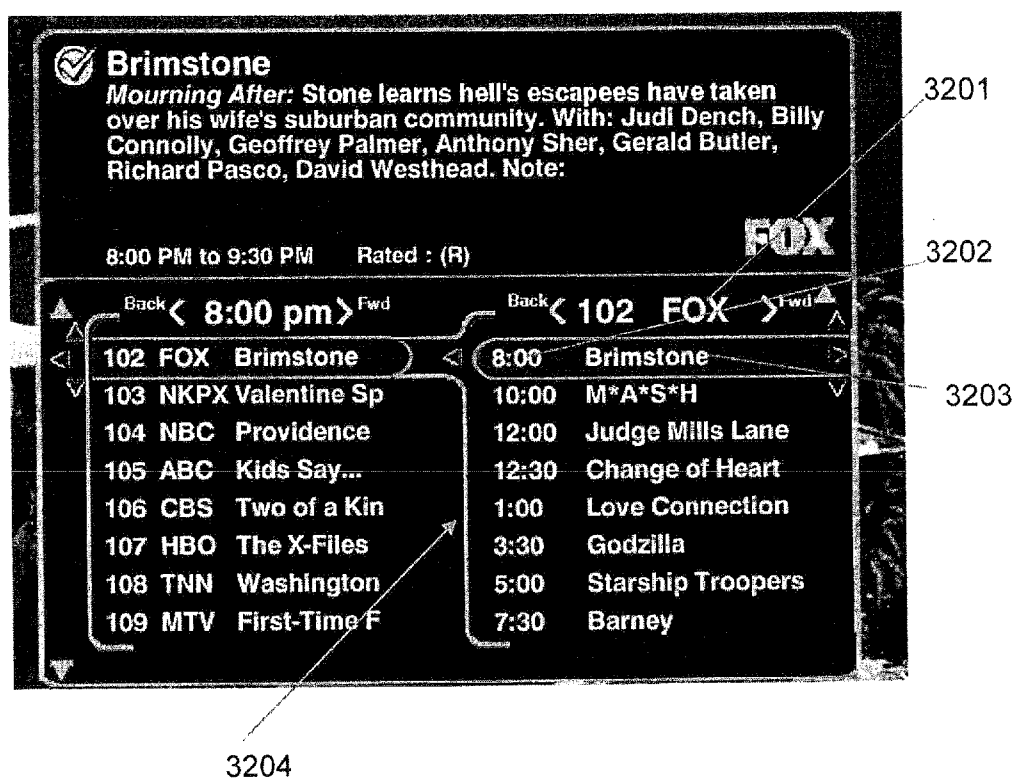 Brimstone
Mourning After: Stone learns hell's escapees have taken
over his wife's suburban community. With: Judi Dench, Billy
Connolly, Geoffrey Palmer, Anthony Sher, Gerald Butler,
Richard Pasco, David Westhead. Note:
FOX
8:00 PM to 9:30 PM Rated : (R)
Back < 8:00 pm > Fwd
102 FOX Brimstone
103 NKPX Valentine Sp
104 NBC Providence
105 ABC Kids Say...
106 CBS Two of a Kin
107 HBO The X-Files
108 TNN Washington
109 MTV First-Time F
Back < 102 FOX > Fwd
8:00 Brimstone
10:00 M*A*S*H
12:00 Judge Mills Lane
12:30 Change of Heart
1:00 Love Connection
3:30 Godzilla
5:00 Starship Troopers
7:30 Barney
3201
3202
3203
3204